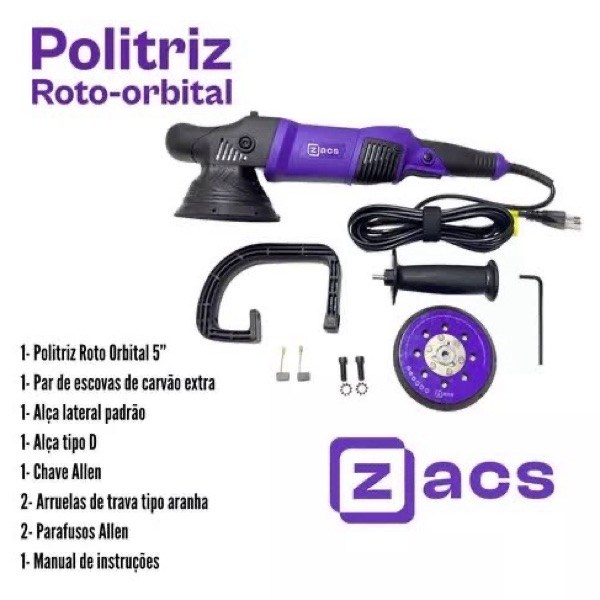 Politriz
Roto-orbital
zacs
1- Politriz Roto Orbital 5"
1- Par de escovas de carvão extra
1- Alça lateral padrão
1- Alça tipo D
1- Chave Allen
2- Arruelas de trava tipo aranha
2- Parafusos Allen
1- Manual de instruções
zacs
zacs